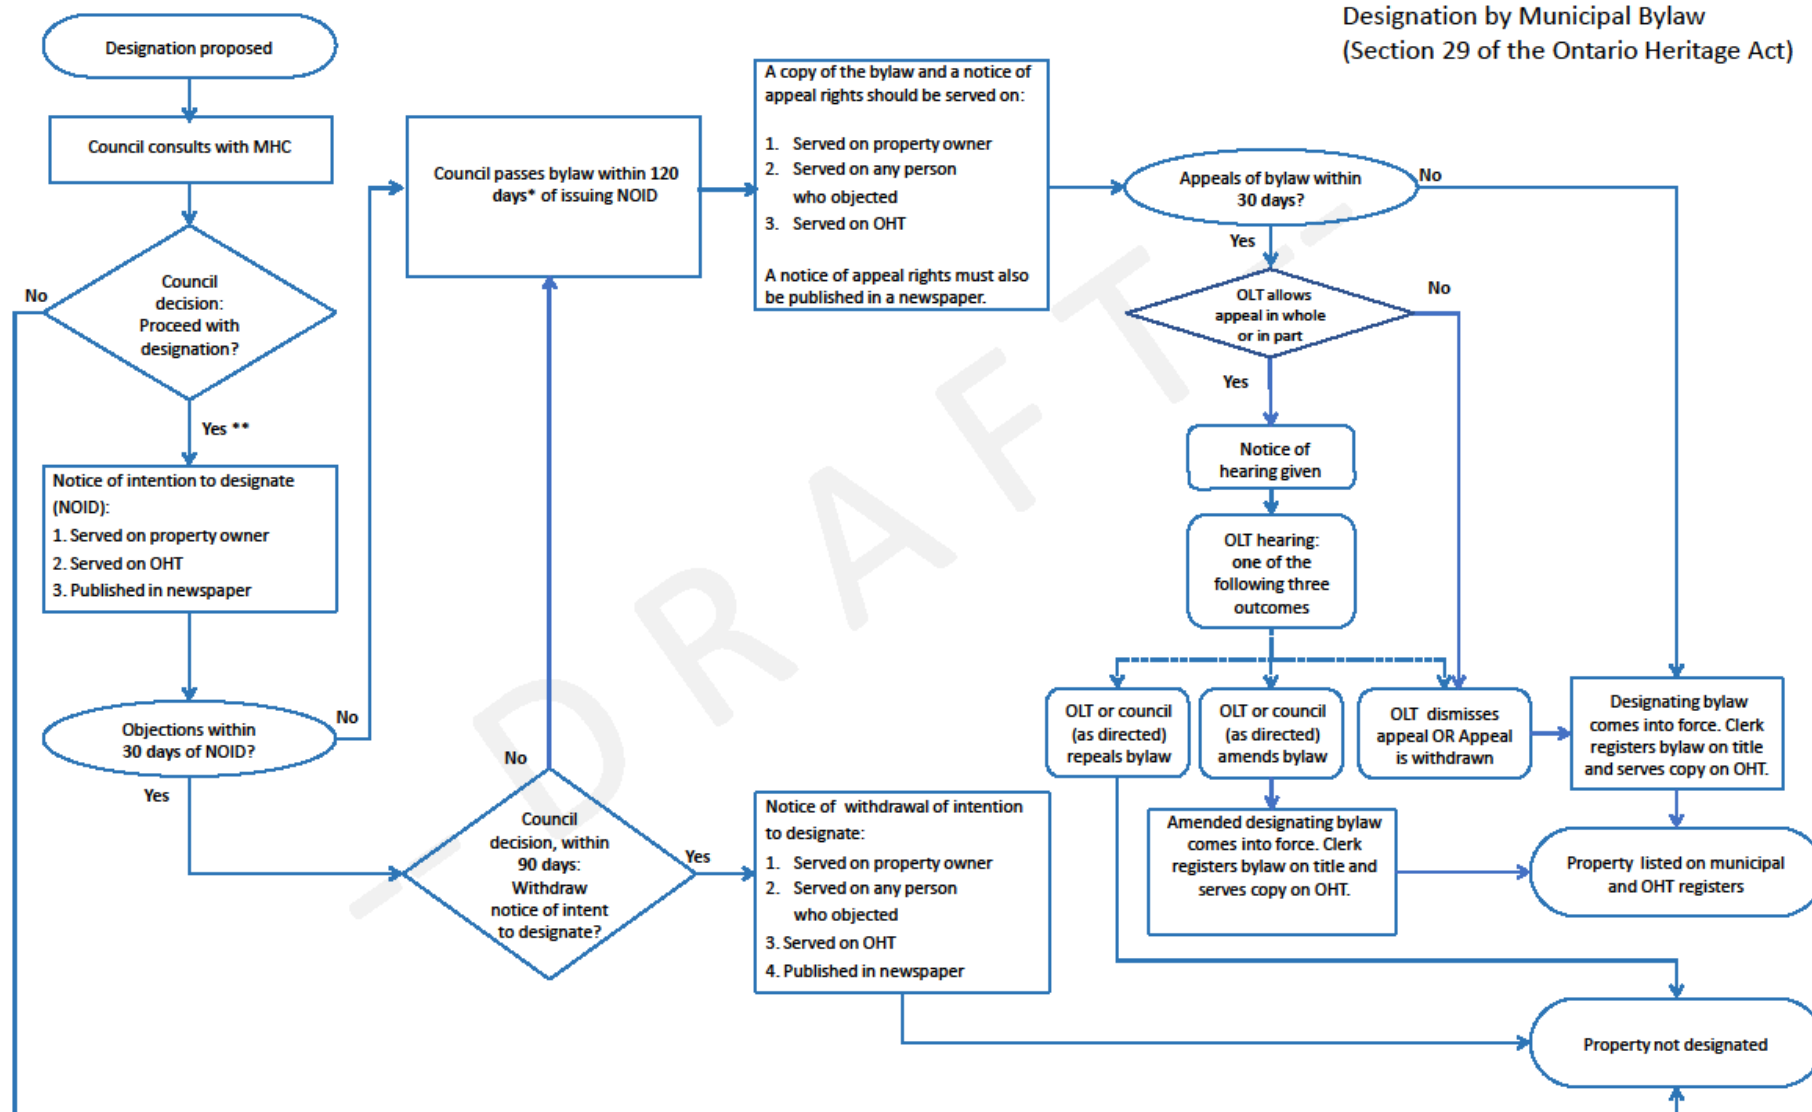 Designation by Municipal Bylaw
(Section 29 of the Ontario Heritage Act)
Designation proposed
Council consults with MHC
Council
decision:
Proceed with
designation?
No
Yes **
Notice of intention to designate
(NOID):
1. Served on property owner
2. Served on OHT
3. Published in newspaper
Objections within
30 days of NOID?
No
Yes
Council passes bylaw within 120
days* of issuing NOID
No
Council
decision, within
90 days:
Withdraw
notice of intent
to designate?
Yes
A copy of the bylaw and a notice of
appeal rights should be served on:
1. Served on property owner
2. Served on any person
who objected
3. Served on OHT
A notice of appeal rights must also
be published in a newspaper.
Notice of withdrawal of intention
to designate:
1. Served on property owner
2. Served on any person
who objected
3. Served on OHT
4. Published in newspaper
Appeals of bylaw within
30 days?
No
Yes
OLT allows
appeal in whole
or in part
No
Yes
Notice of
hearing given
OLT hearing:
one of the
following three
outcomes
OLT or council
(as directed)
repeals bylaw
OLT or council
(as directed)
amends bylaw
OLT dismisses
appeal OR Appeal
is withdrawn
Designating bylaw
comes into force. Clerk
registers bylaw on title
and serves copy on OHT.
Amended designating bylaw
comes into force. Clerk
registers bylaw on title and
serves copy on OHT.
Property listed on municipal
and OHT registers
Property not designated
– D R A F T –